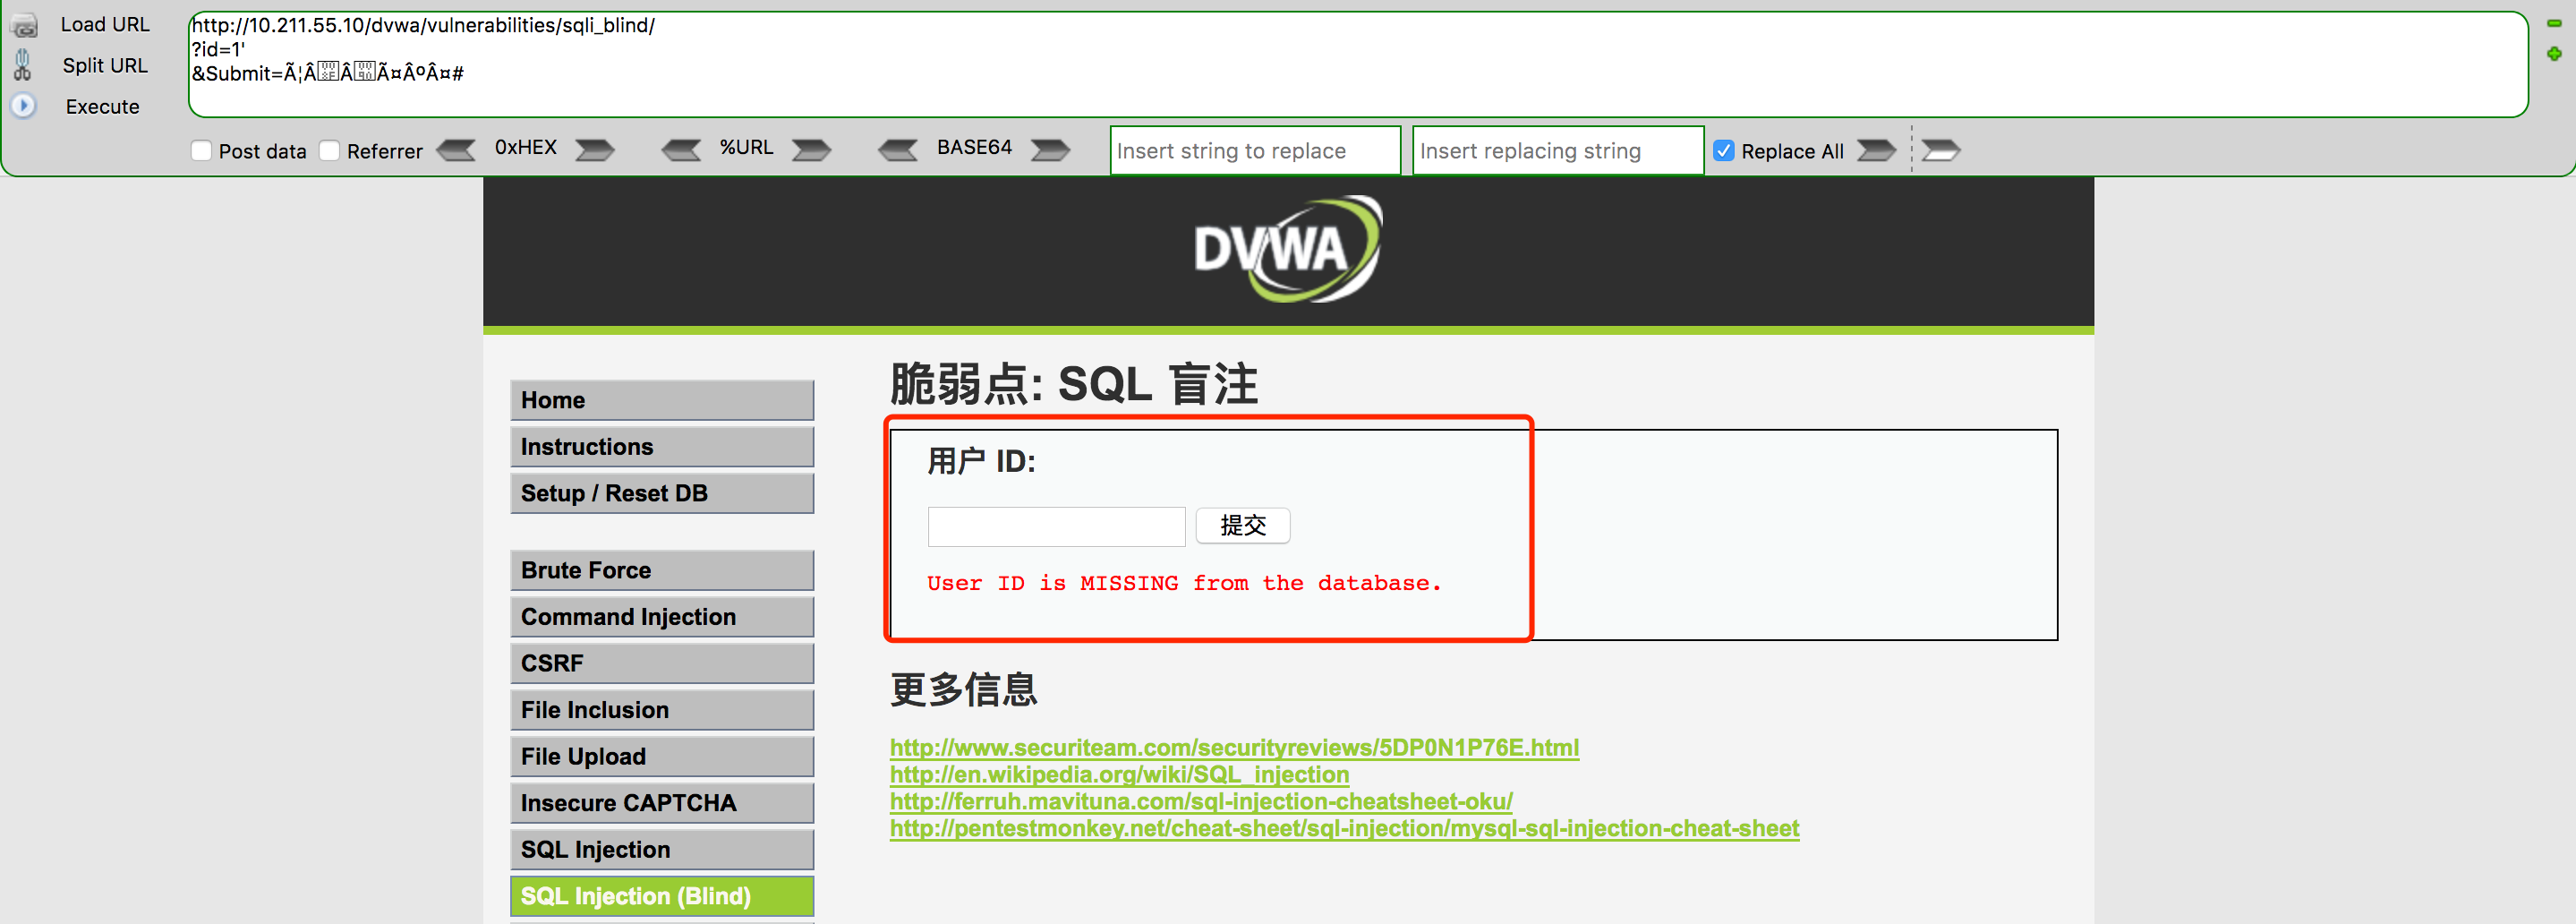 Load URL
Split URL
Execute
http://10.211.55.10/dvwa/vulnerabilities/sqli_blind/
?id=1'
&Submit=
Post data
Referrer
0xHEX
%URL
BASE64
Insert string to replace
Insert replacing string
Replace All
DVWA
Home
Instructions
Setup / Reset DB
Brute Force
Command Injection
CSRF
File Inclusion
File Upload
Insecure CAPTCHA
SQL Injection
SQL Injection (Blind)
脆弱点: SQL 盲注
用户 ID:
提交
User ID is MISSING from the database.
更多信息
http://www.securiteam.com/securityreviews/5DP0N1P76E.html
http://en.wikipedia.org/wiki/SQL_injection
http://ferruh.mavituna.com/sql-injection-cheatsheet-oku/
http://pentestmonkey.net/cheat-sheet/sql-injection/mysql-sql-injection-cheat-sheet